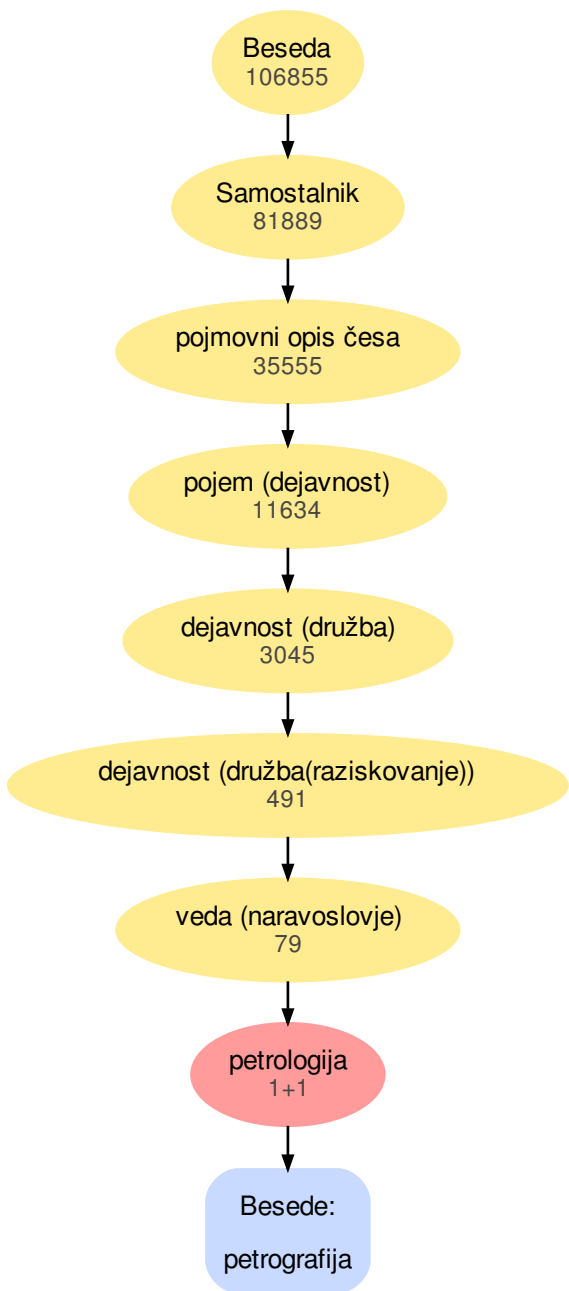 Beseda
106855
Samostalnik
81889
pojmovni opis česa
35555
pojem (dejavnost)
11634
dejavnost (družba)
3045
dejavnost (družba(raziskovanje))
491
veda (naravoslovje)
79
petrologija
1+1
Besede:
petrografija